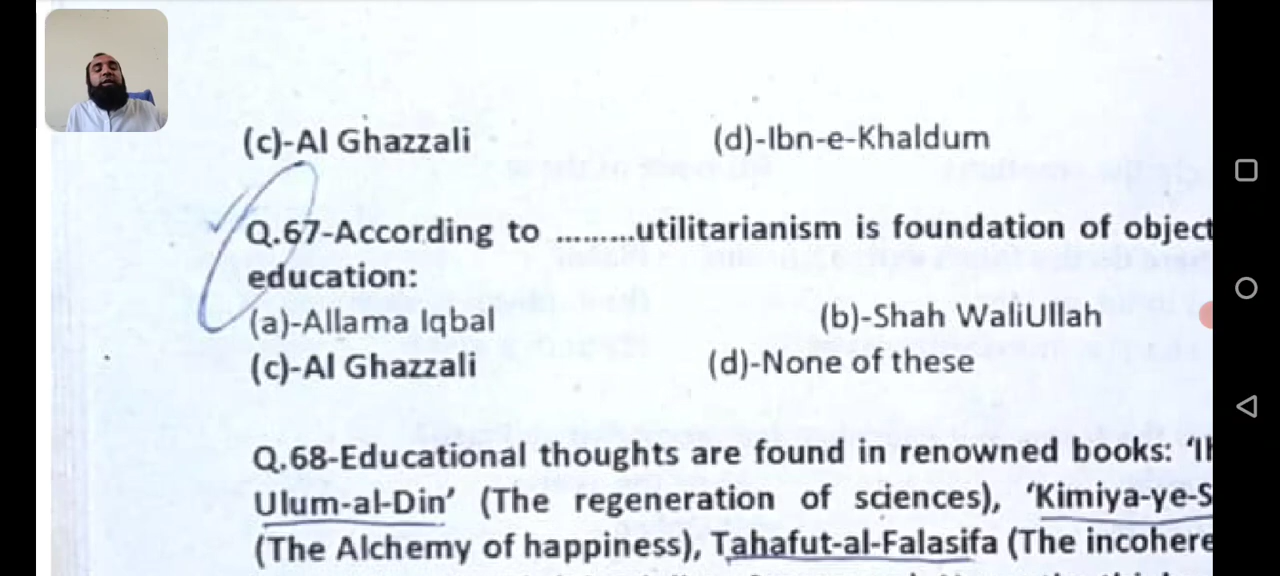 (c)-Al Ghazzali (d)-Ibn-e-Khaldum
Q.67-According to ..........utilitarianism is foundation of object
education:
(a)-Allama Iqbal (b)-Shah WaliUllah
(c)-Al Ghazzali (d)-None of these
Q.68-Educational thoughts are found in renowned books: 'Ih
Ulum-al-Din' (The regeneration of sciences), 'Kimiya-ye-S
(The Alchemy of happiness), Tahafut-al-Falasifa (The incohere